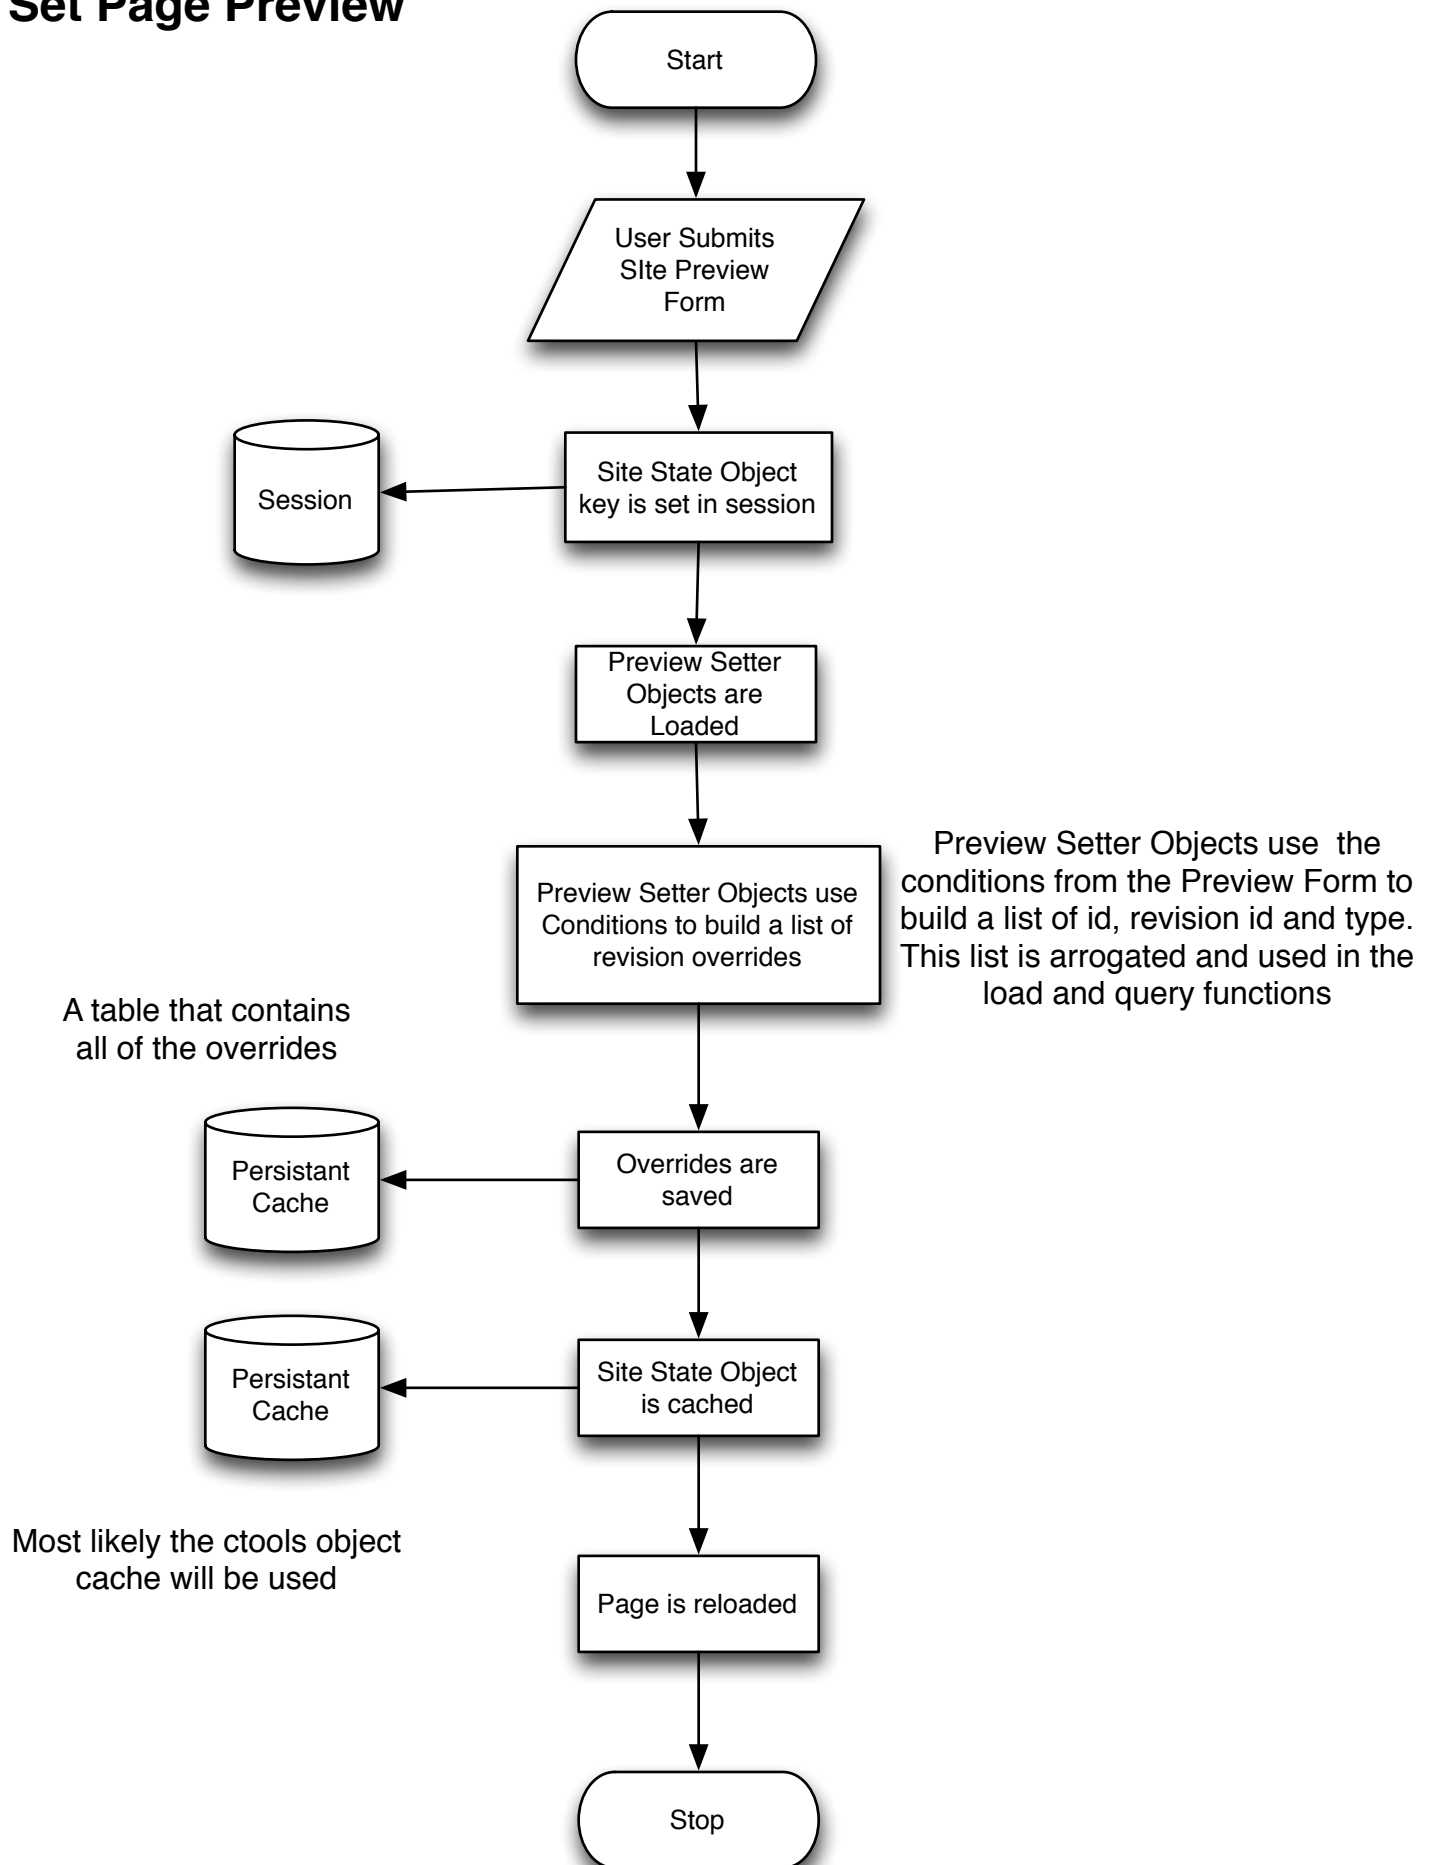 Set Page Preview
Start
User Submits
SIte Preview
Form
Site State Object
key is set in session
Session
Preview Setter
Objects are
Loaded
Preview Setter Objects use
Conditions to build a list of
revision overrides
Preview Setter Objects use  the
conditions from the Preview Form to
build a list of id, revision id and type.
This list is arrogated and used in the
load and query functions
A table that contains
all of the overrides
Persistant
Cache
Overrides are
saved
Persistant
Cache
Site State Object
is cached
Most likely the ctools object
cache will be used
Page is reloaded
Stop